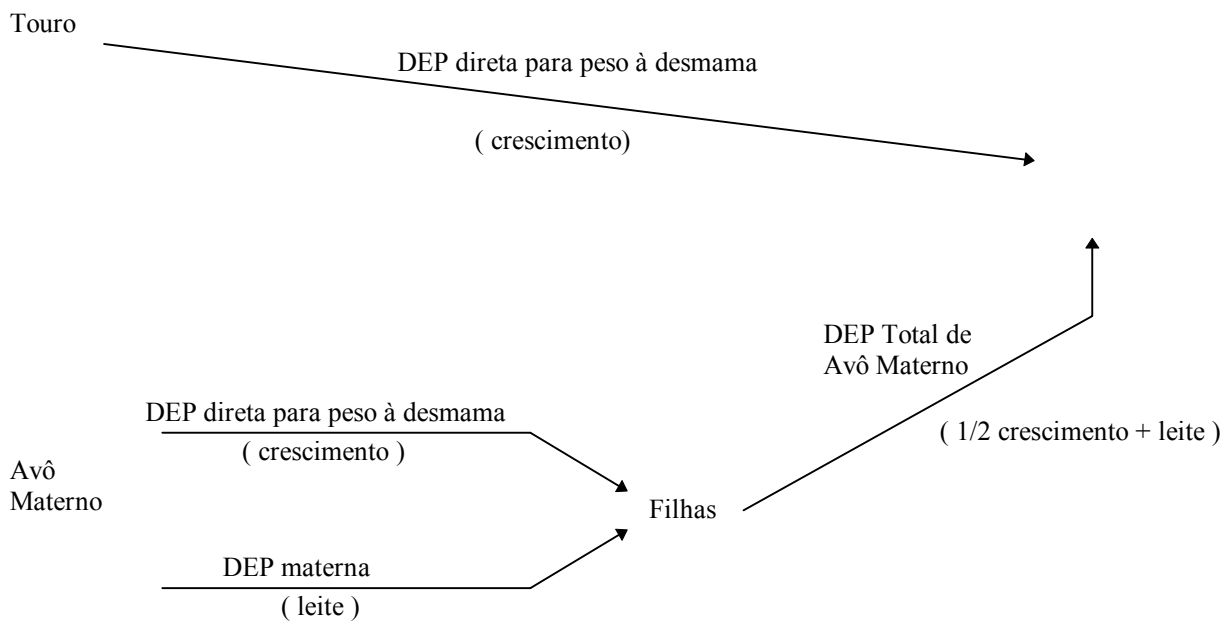 Touro
DEP direta para peso à desmama
( crescimento)
DEP Total de
Avô Materno
( 1/2 crescimento + leite )
DEP direta para peso à desmama
( crescimento )
Avô
Materno
Filhas
DEP materna
( leite )